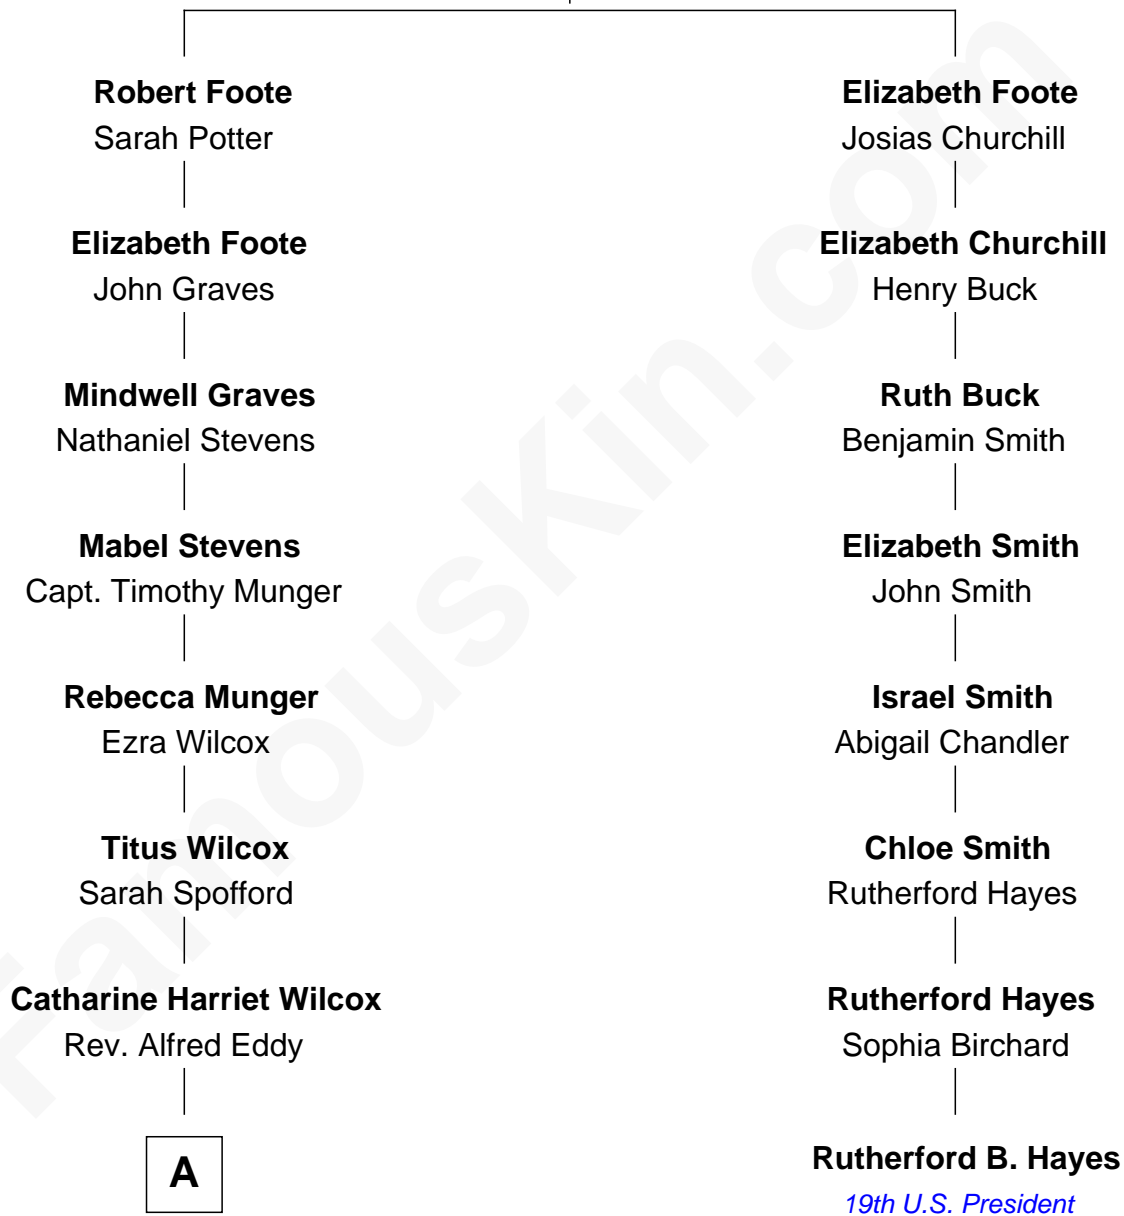 Robert Foote
Sarah Potter
Elizabeth Foote
John Graves
Mindwell Graves
Nathaniel Stevens
Mabel Stevens
Capt. Timothy Munger
Rebecca Munger
Ezra Wilcox
Titus Wilcox
Sarah Spofford
Catharine Harriet Wilcox
Rev. Alfred Eddy
A
Elizabeth Foote
Josias Churchill
Elizabeth Churchill
Henry Buck
Ruth Buck
Benjamin Smith
Elizabeth Smith
John Smith
Israel Smith
Abigail Chandler
Chloe Smith
Rutherford Hayes
Rutherford Hayes
Sophia Birchard
Rutherford B. Hayes
19th U.S. President
FamousKin.com